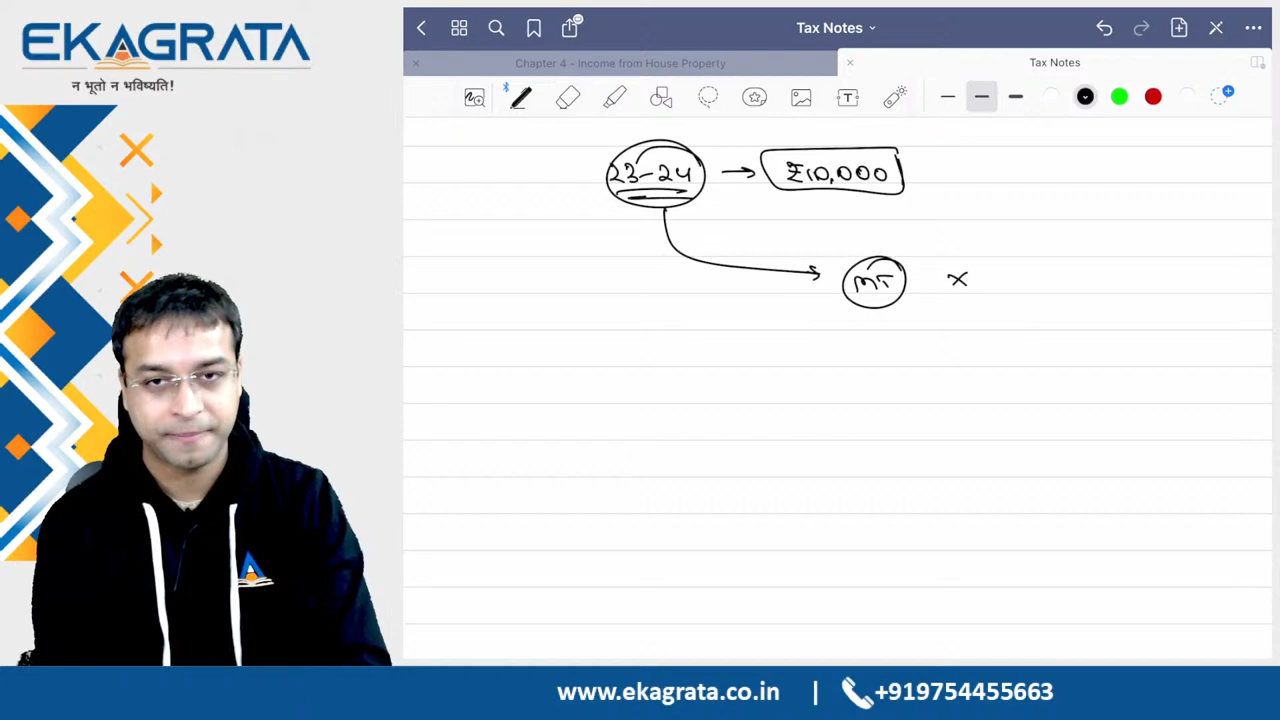 EKAGRATA
न भूतो न भविष्यति!
Tax Notes
Chapter 4 - Income from House Property
Tax Notes
T
23-24 → ₹10,000
MT ×
www.ekagrata.co.in | +919754455663